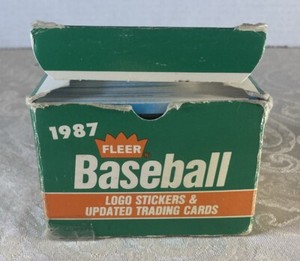 1987
FLEER
Baseball
LOGO STICKERS &
UPDATED TRADING CARDS